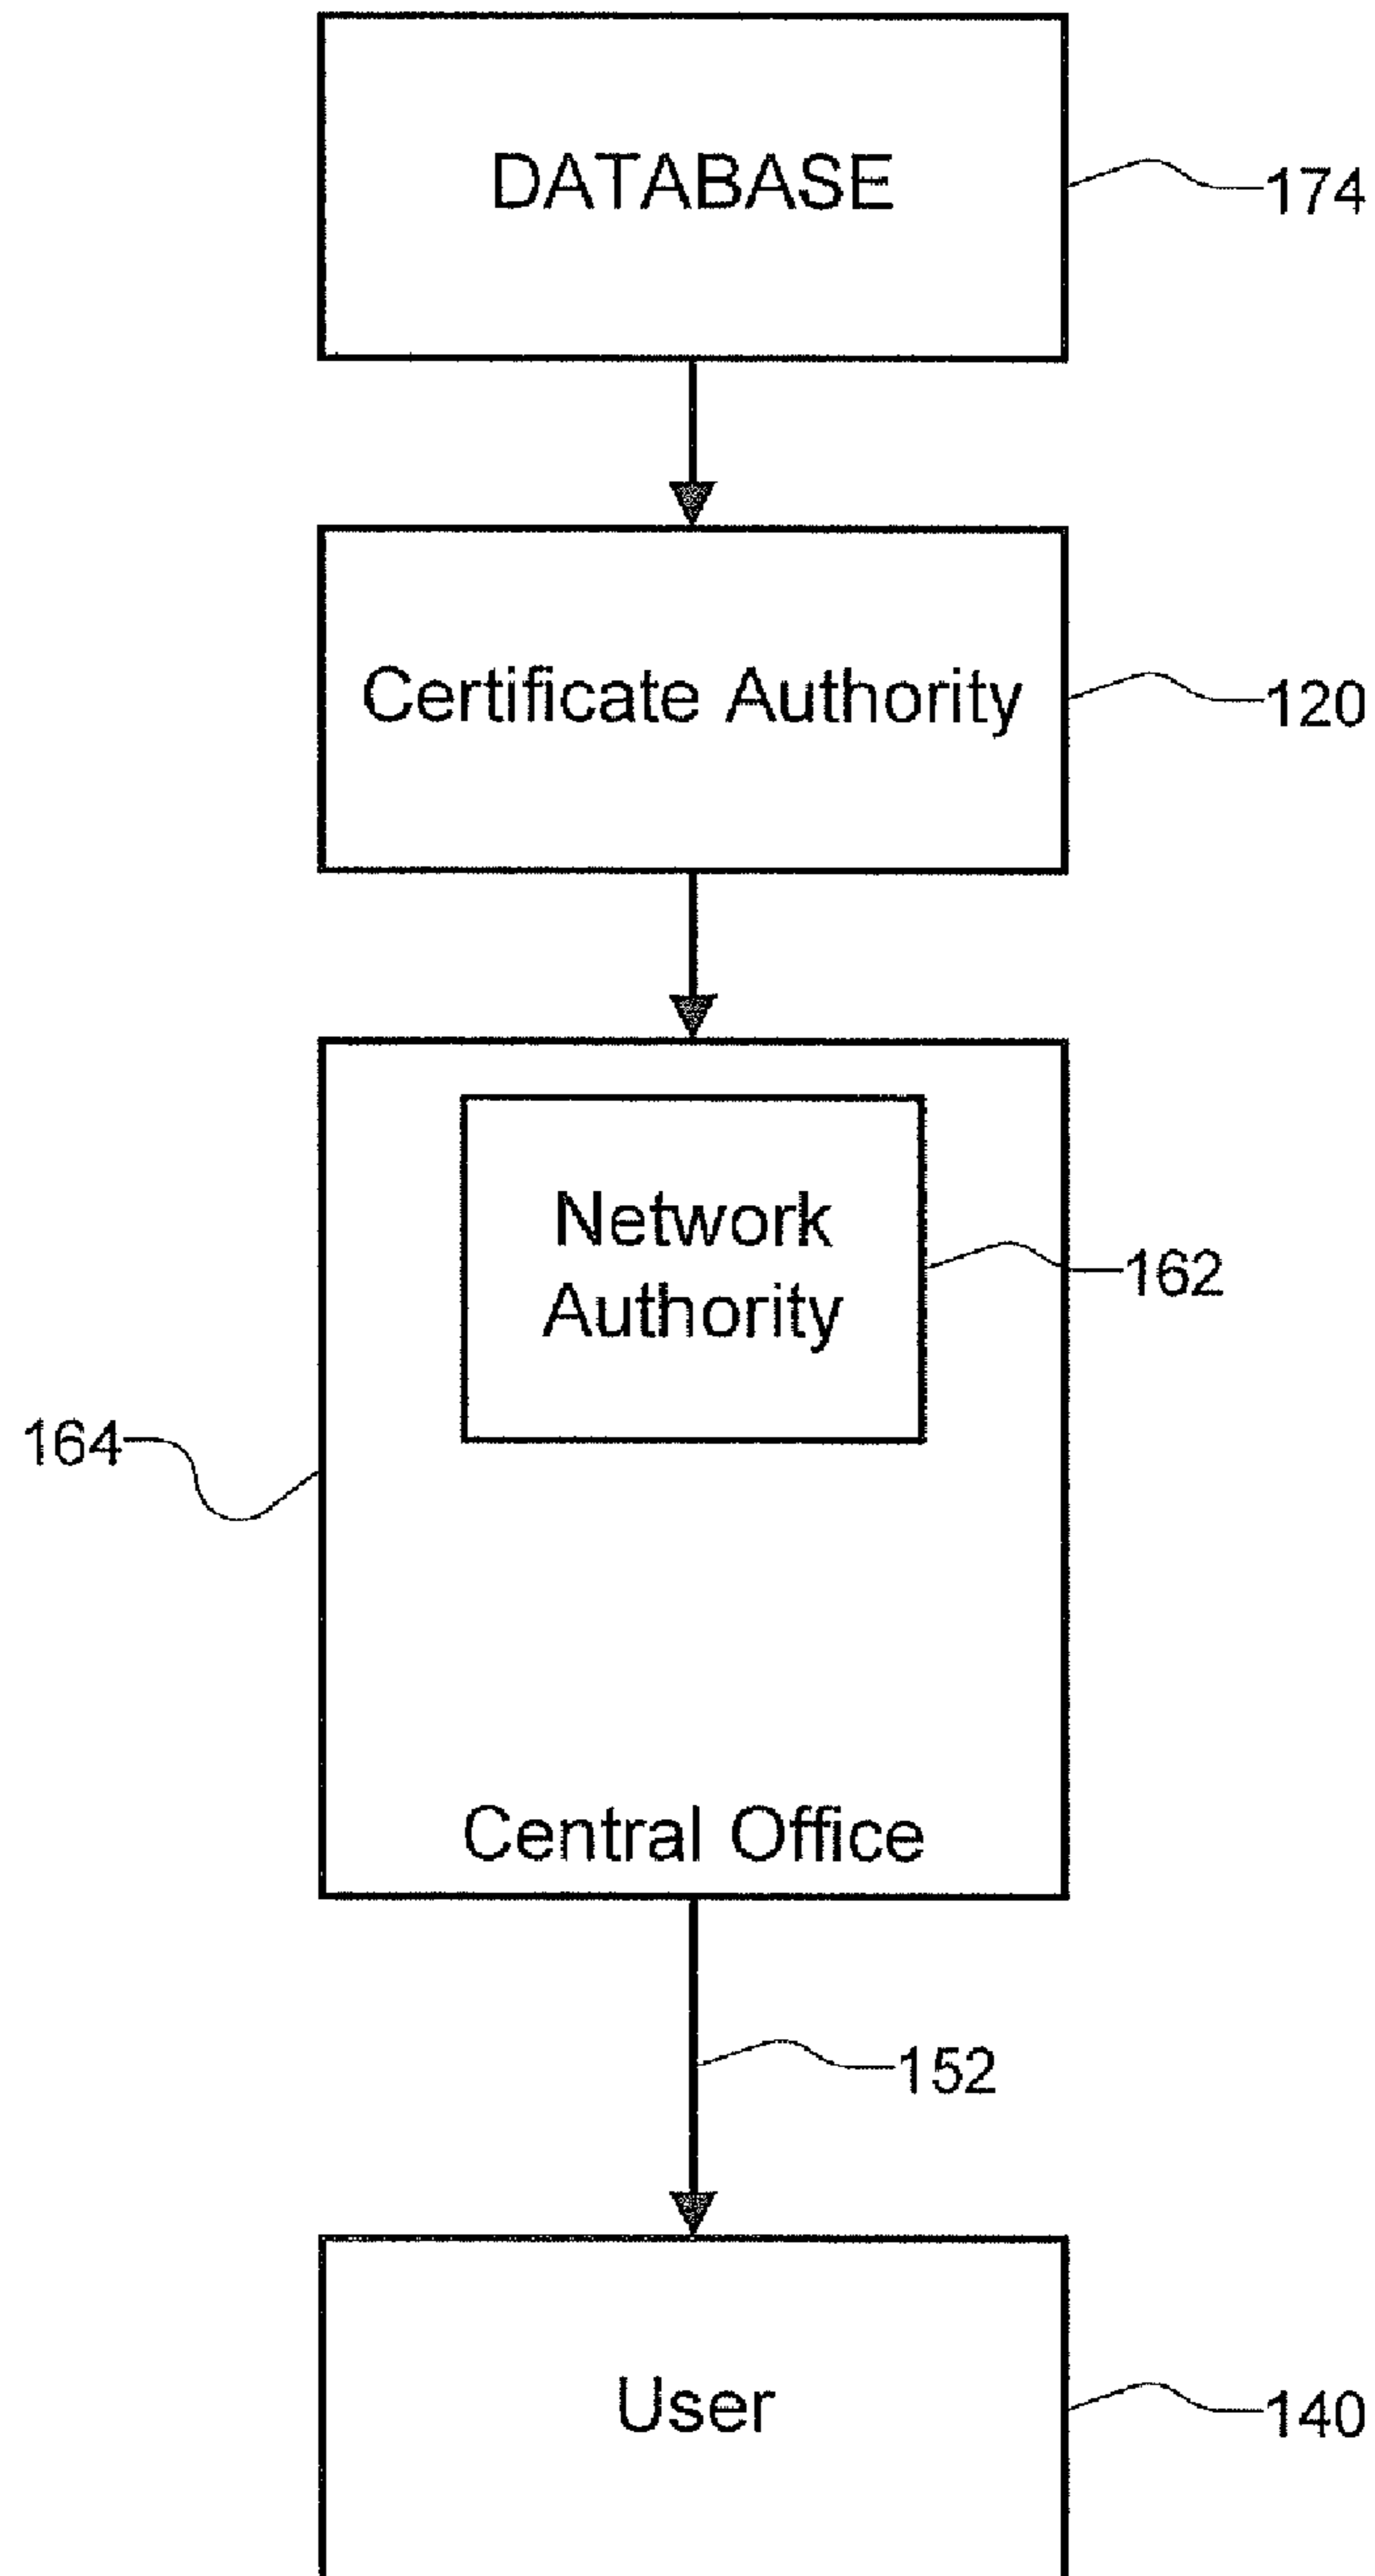 DATABASE
174
Certificate Authority
120
Network
Authority
162
164
Central Office
152
User
140